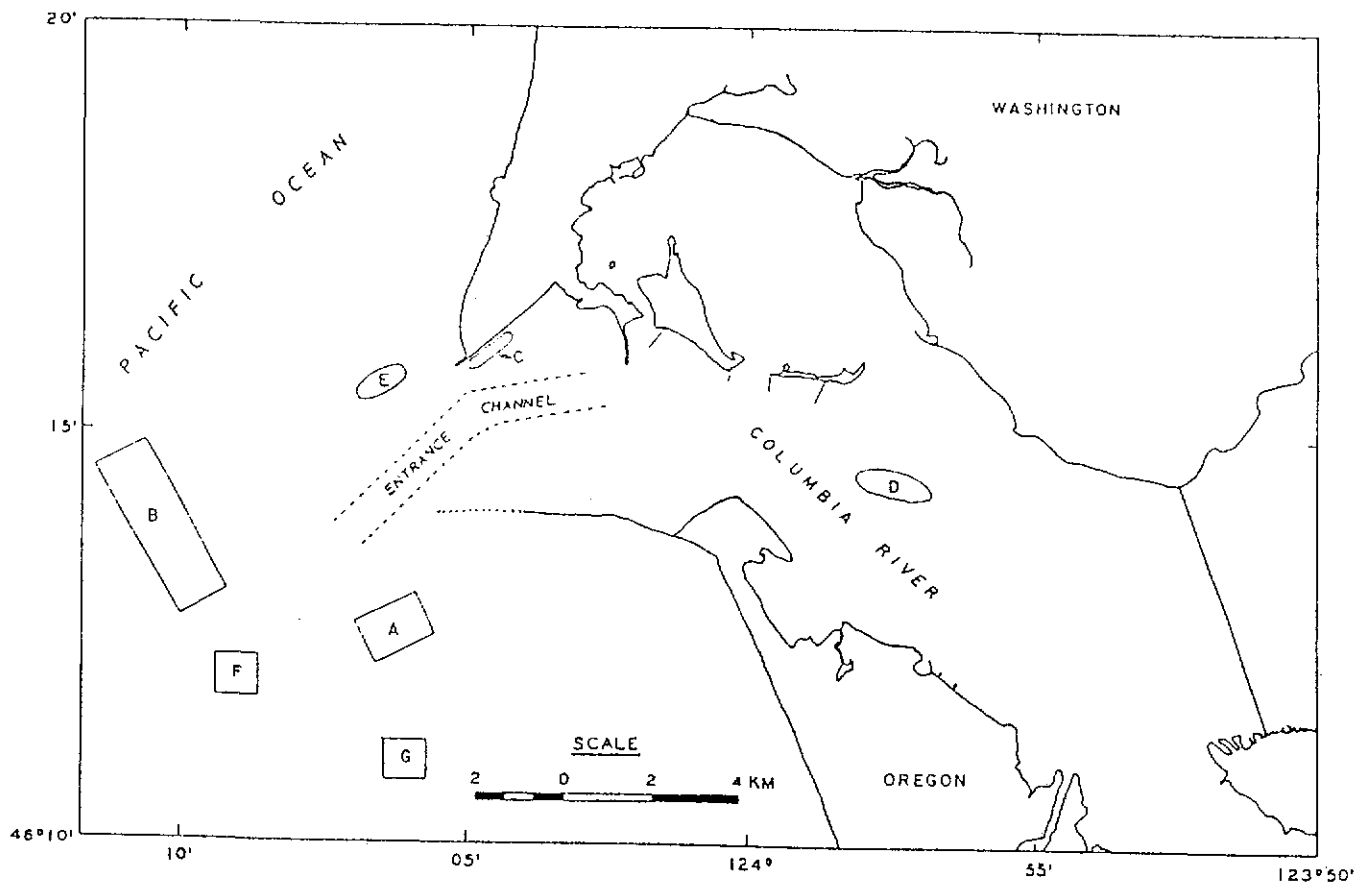 20'
WASHINGTON
PACIFIC OCEAN
C
E
CHANNEL
15'
ENTRANCE
COLUMBIA RIVER
D
B
A
F
G
SCALE
2 0 2 4 KM
OREGON
46°10'
10' 05' 124° 55' 123°50'